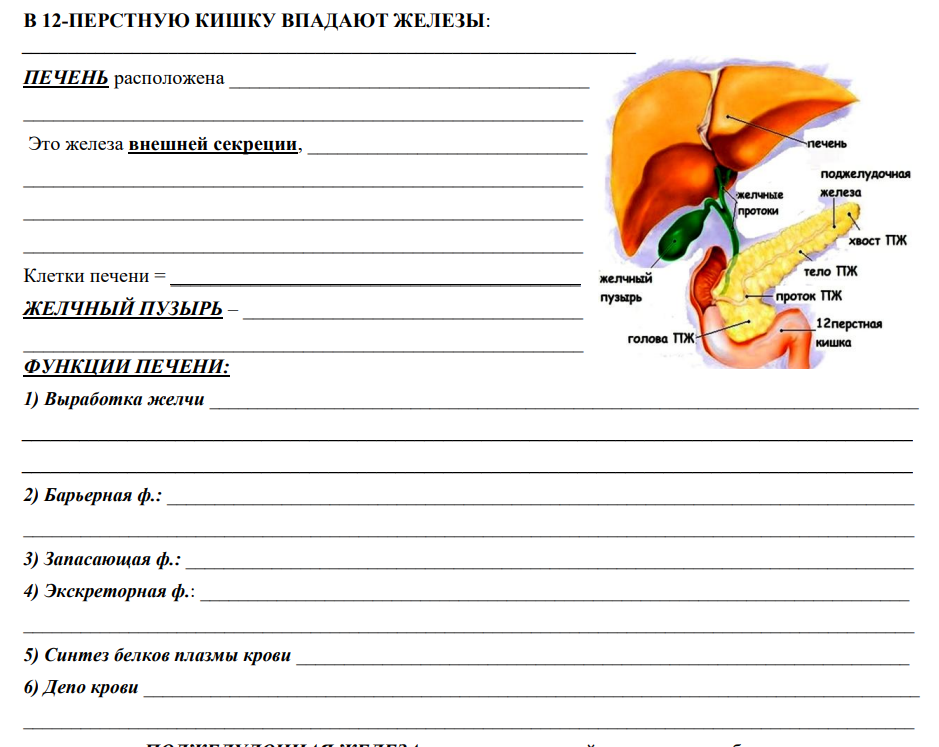 В 12-ПЕРСТНУЮ КИШКУ ВПАДАЮТ ЖЕЛЕЗЫ:
ПЕЧЕНЬ расположена
Это железа внешней секреции,
Клетки печени =
ЖЕЛЧНЫЙ ПУЗЫРЬ –
печень
поджелудочная
железа
желчные
протоки
хвост ПЖ
тело ПЖ
желчный
пузырь
проток ПЖ
12перстная
кишка
голова ПЖ
ФУНКЦИИ ПЕЧЕНИ:
1) Выработка желчи
2) Барьерная ф.:
3) Запасающая ф.:
4) Экскреторная ф.:
5) Синтез белков плазмы крови
6) Депо крови
ПОДЖЕЛУДОЧНАЯ ЖЕЛЕЗА